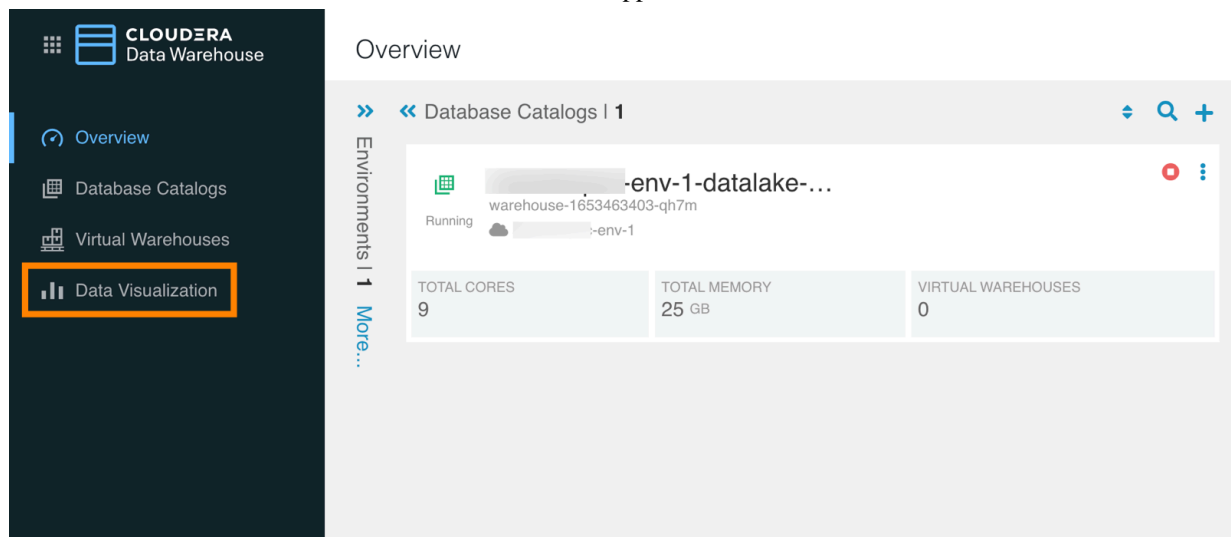 CLOUDERA
Data Warehouse
Overview
Database Catalogs
Virtual Warehouses
Data Visualization
Overview
Environments | 1 More...
Database Catalogs | 1
-env-1-datalake-...
warehouse-1653463403-qh7m
Running
-env-1
TOTAL CORES
9
TOTAL MEMORY
25 GB
VIRTUAL WAREHOUSES
0